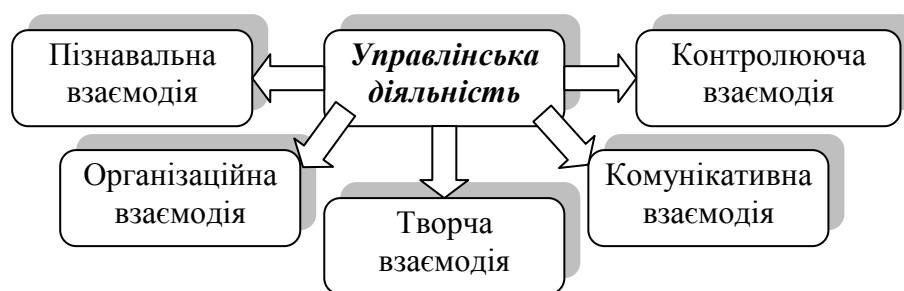 Пізнавальна
взаємодія
Управлінська
діяльність
Контролююча
взаємодія
Організаційна
взаємодія
Творча
взаємодія
Комунікативна
взаємодія